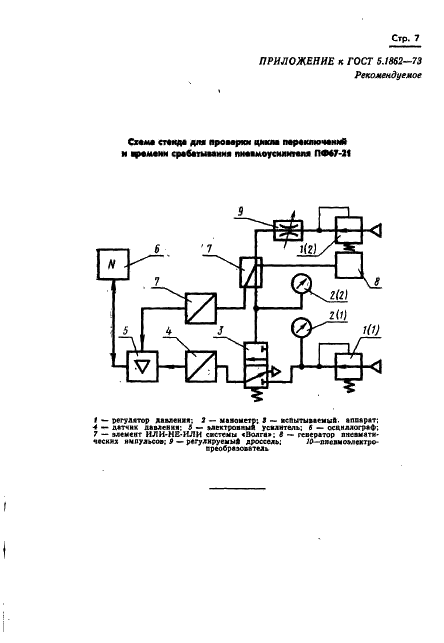 Стр. 7
ПРИЛОЖЕНИЕ к ГОСТ 5.1862—73
Рекомендуемое
Схема стенда для проверки цикла переключений
и времени срабатывания пневмоусилителя ПФ67-21
9
6
7
1(2)
N
8
7
2(2)
2(1)
5
4
3
1(1)
1 — регулятор давления; 2 — манометр; 3 — испытываемый. аппарат;
4 — датчик давления; 5 — электронный усилитель; 6 — осциллограф;
7 — элемент ИЛИ-НЕ-ИЛИ системы «Волга»; 8 — генератор пневмати-
ческих импульсов; 9 — регулируемый дроссель; 10—пневмоэлектро-
преобразователь